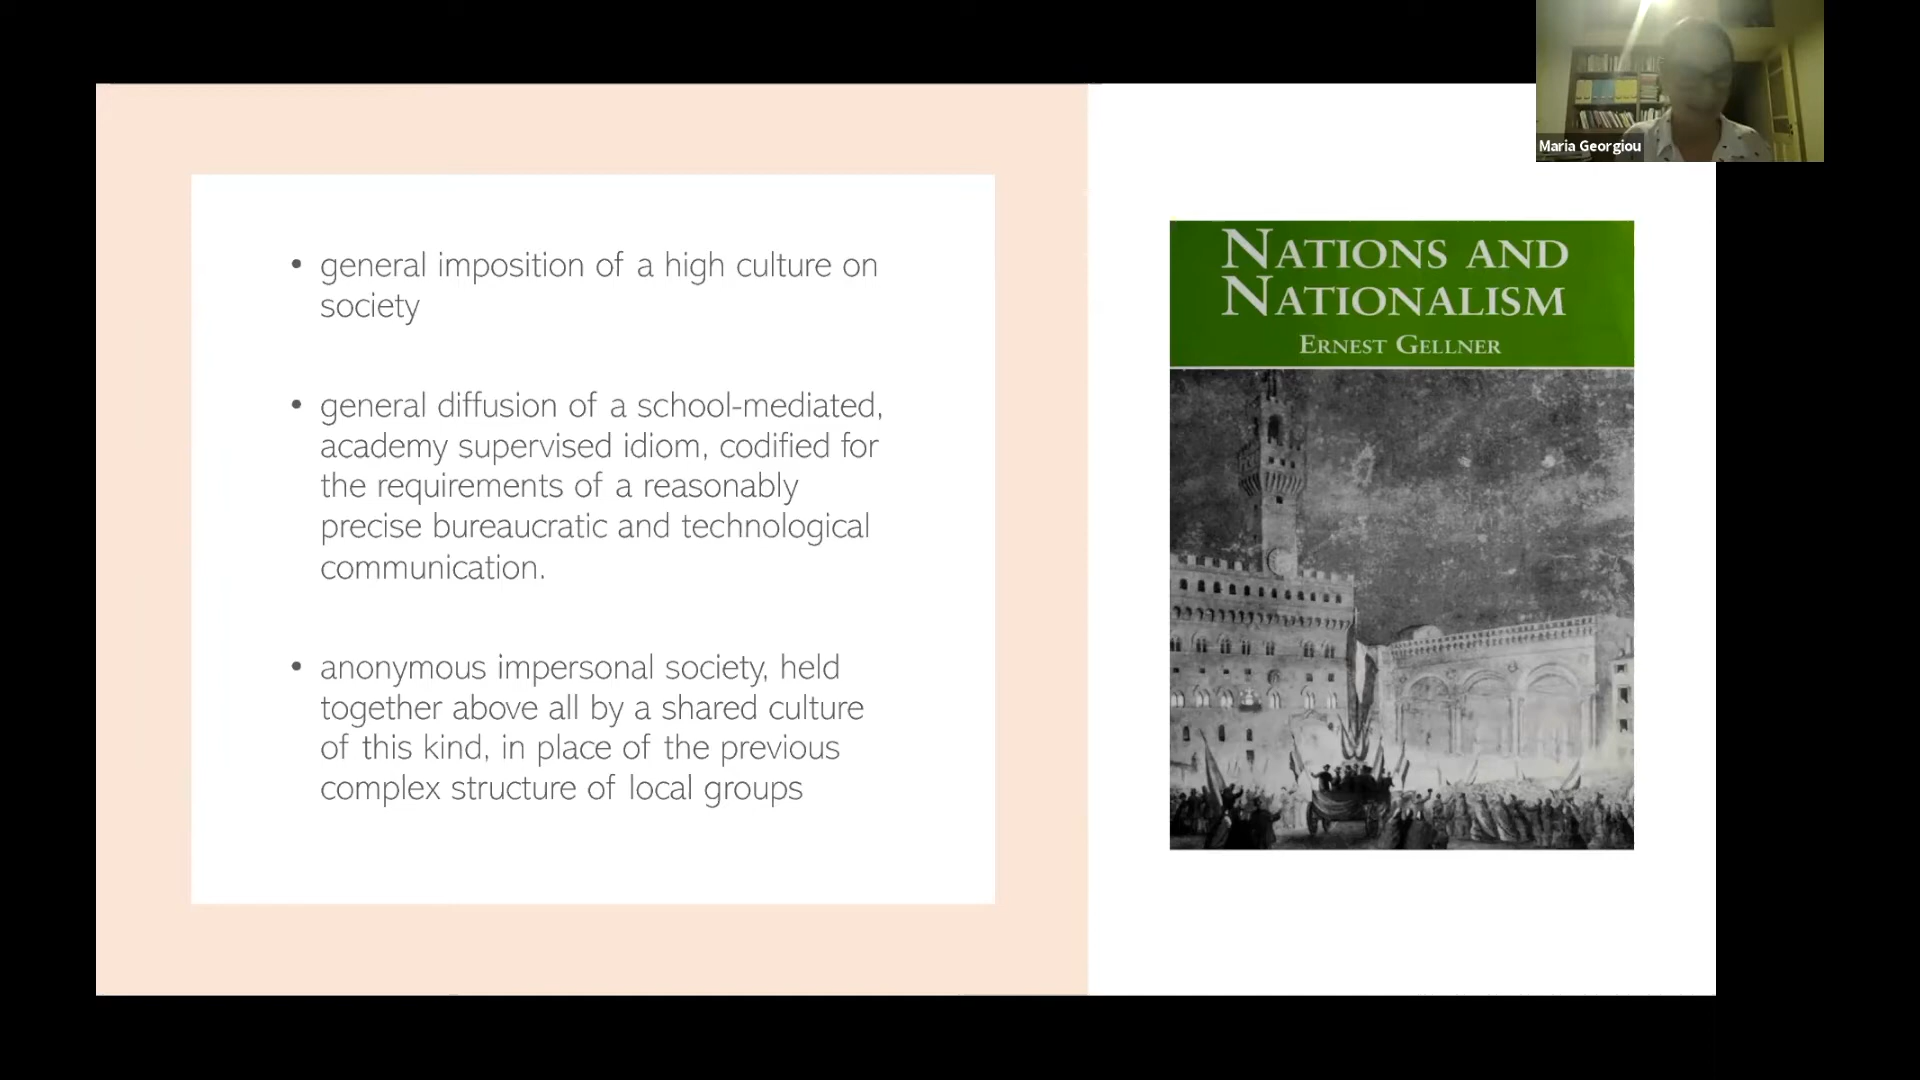 Maria Georgiou
• general imposition of a high culture on
society
• general diffusion of a school-mediated,
academy supervised idiom, codified for
the requirements of a reasonably
precise bureaucratic and technological
communication.
• anonymous impersonal society, held
together above all by a shared culture
of this kind, in place of the previous
complex structure of local groups
NATIONS AND
NATIONALISM
ERNEST GELLNER